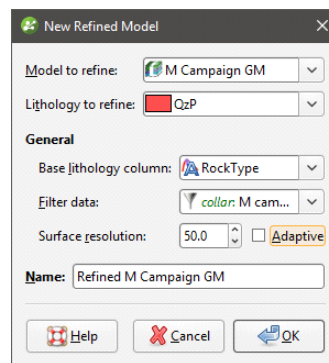 New Refined Model
Model to refine: M Campaign GM
Lithology to refine: QzP
General
Base lithology column: RockType
Filter data: collar: M cam...
Surface resolution: 50.0 Adaptive
Name: Refined M Campaign GM
Help Cancel OK